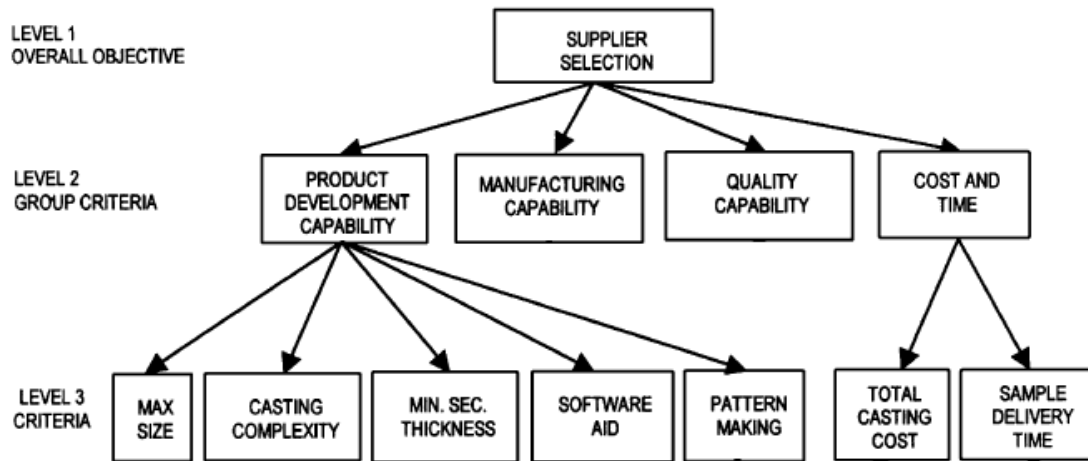 LEVEL 1
OVERALL OBJECTIVE
SUPPLIER
SELECTION
LEVEL 2
GROUP CRITERIA
PRODUCT
DEVELOPMENT
CAPABILITY
MANUFACTURING
CAPABILITY
QUALITY
CAPABILITY
COST AND
TIME
LEVEL 3
CRITERIA
MAX
SIZE
CASTING
COMPLEXITY
MIN. SEC.
THICKNESS
SOFTWARE
AID
PATTERN
MAKING
TOTAL
CASTING
COST
SAMPLE
DELIVERY
TIME